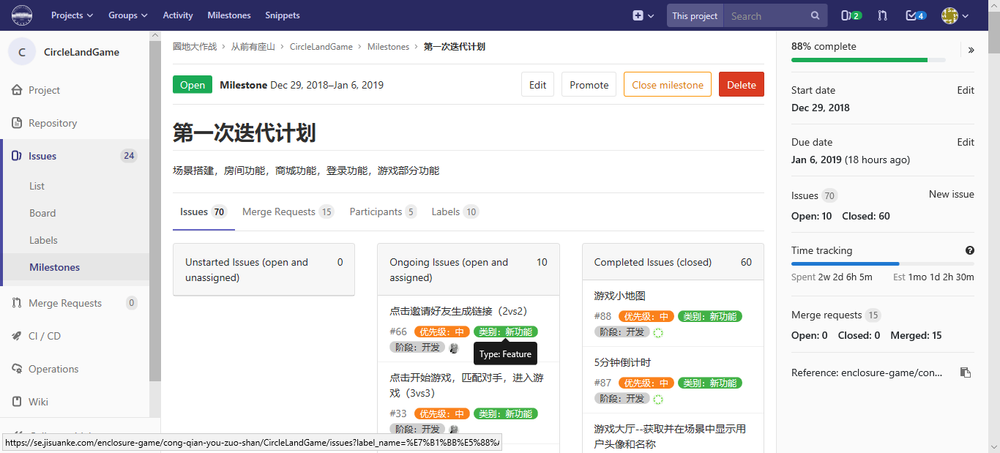 Projects Groups Activity Milestones Snippets This project Search 2 4
C CircleLandGame
Project
Repository
Issues 24
List
Board
Labels
Milestones
Merge Requests 0
CI / CD
Operations
Wiki
圈地大作战 › 从前有座山 › CircleLandGame › Milestones › 第一次迭代计划
Open Milestone Dec 29, 2018–Jan 6, 2019 Edit Promote Close milestone Delete
第一次迭代计划
场景搭建，房间功能，商城功能，登录功能，游戏部分功能
Issues 70 Merge Requests 15 Participants 5 Labels 10
Unstarted Issues (open and
unassigned)
0
Ongoing Issues (open and
assigned)
10
点击邀请好友生成链接（2vs2）
#66 优先级：中 类别：新功能
阶段：开发
Type: Feature
点击开始游戏，匹配对手，进入游
戏（3vs3）
#33 优先级：中 类别：新功能
阶段：开发
Completed Issues (closed) 60
游戏小地图
#88 优先级：中 类别：新功能
阶段：开发
5分钟倒计时
#87 优先级：中 类别：新功能
阶段：开发
游戏大厅--获取并在场景中显示用
户头像和名称
88% complete »
Start date Edit
Dec 29, 2018
Due date Edit
Jan 6, 2019 (18 hours ago)
Issues 70 New issue
Open: 10 Closed: 60
Time tracking
Spent 2w 2d 6h 5m Est 1mo 1d 2h 30m
Merge requests 15
Open: 0 Closed: 0 Merged: 15
Reference: enclosure-game/con...
https://se.jisuanke.com/enclosure-game/cong-qian-you-zuo-shan/CircleLandGame/issues?label_name=%E7%B1%BB%E5%88%